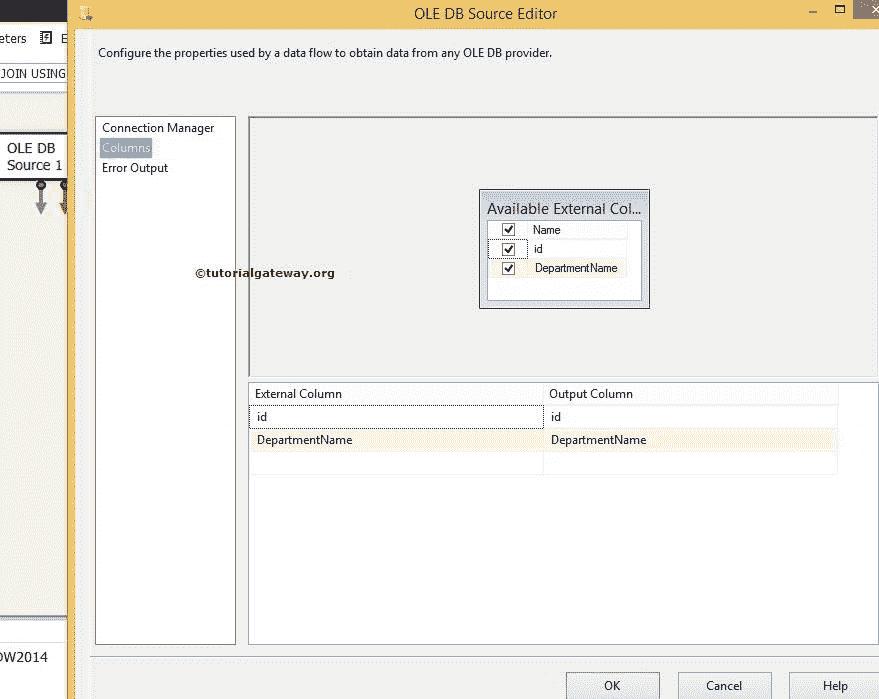 OLE DB Source Editor
eters
JOIN USING
Configure the properties used by a data flow to obtain data from any OLE DB provider.
Connection Manager
Columns
Error Output
OLE DB
Source 1
Available External Col...
Name
id
DepartmentName
©tutorialgateway.org
External Column Output Column
id id
DepartmentName DepartmentName
DW2014
OK Cancel Help